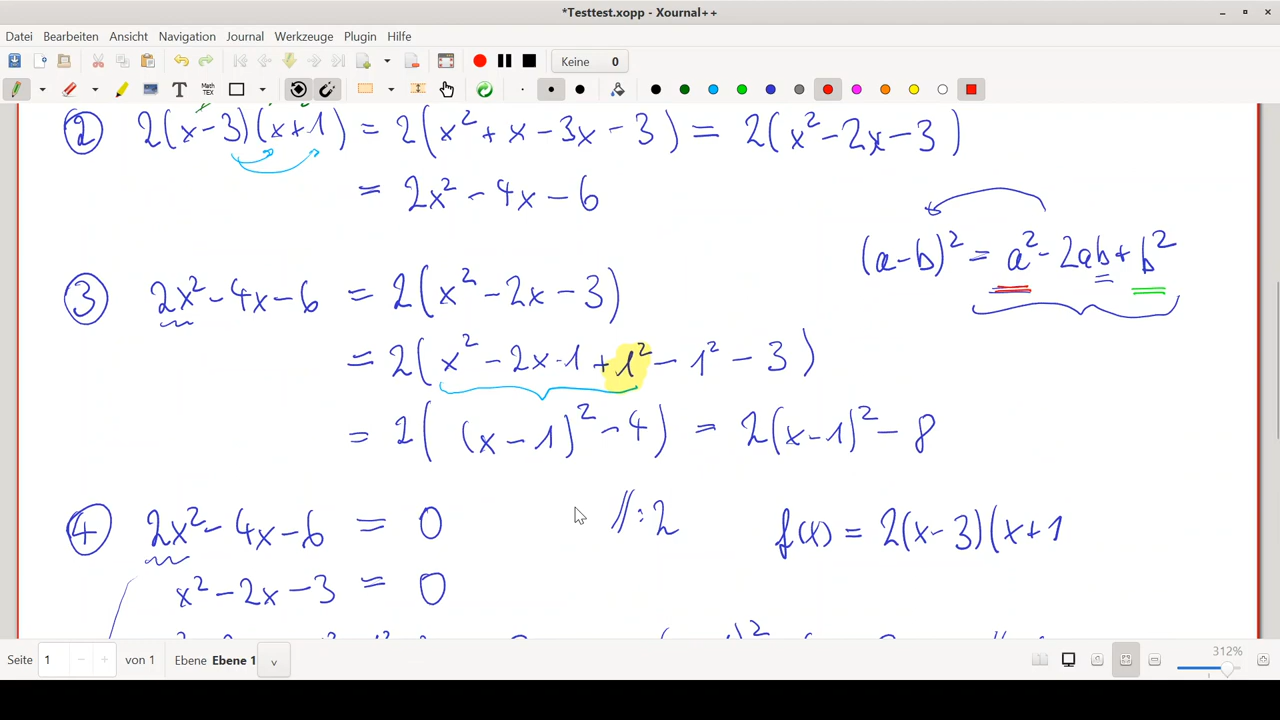 *Testtest.xopp - Xournal++
Datei Bearbeiten Ansicht Navigation Journal Werkzeuge Plugin Hilfe
Keine 0
T Math TEX
② 2(x-3)(x+1) = 2(x²+x-3x-3) = 2(x²-2x-3)
= 2x²-4x-6
(a-b)² = a²-2ab+b²
③ 2x²-4x-6 = 2(x²-2x-3)
= 2(x²-2x·1+1²-1²-3)
= 2((x-1)²-4) = 2(x-1)²-8
④ 2x²-4x-6 = 0 //:2 f(x) = 2(x-3)(x+1
x²-2x-3 = 0
Seite 1 von 1 Ebene Ebene 1 312%